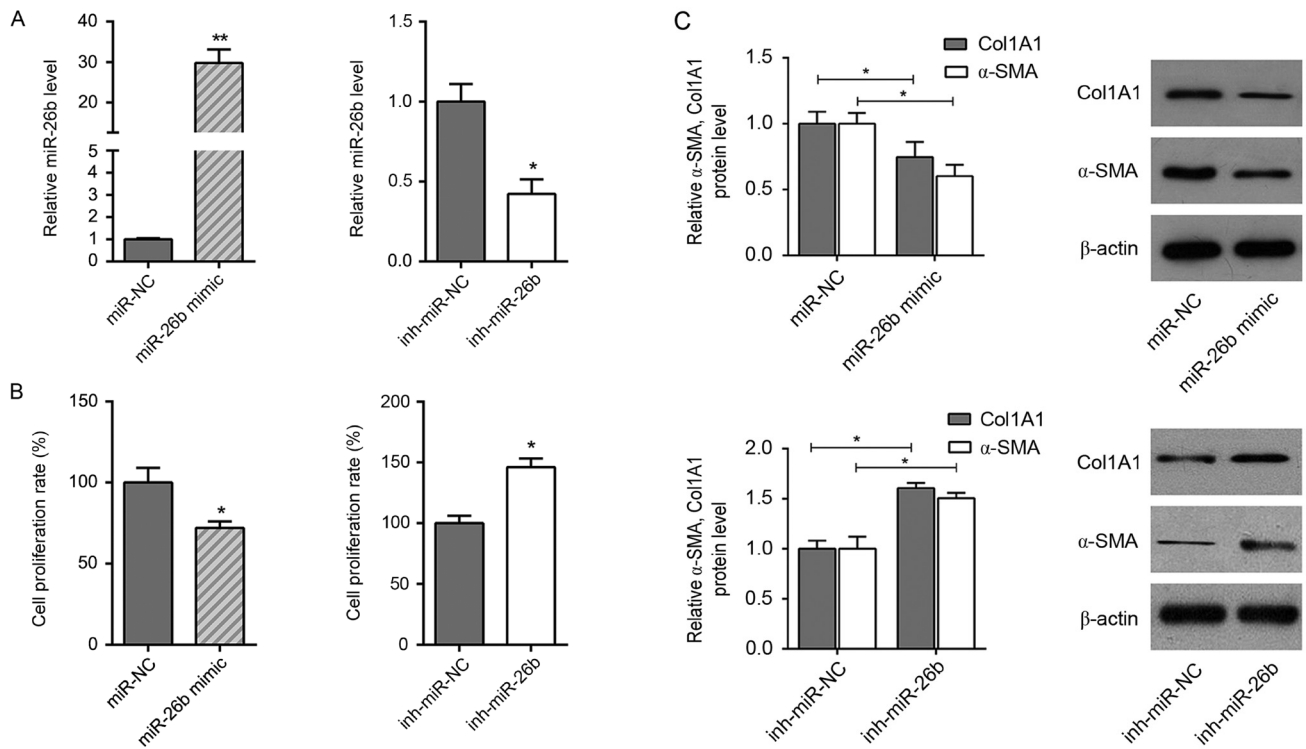 A
Relative miR-26b level
40
30
20
5
4
3
2
1
0
**
miR-NC
miR-26b mimic
Relative miR-26b level
1.5
1.0
0.5
0.0
*
inh-miR-NC
inh-miR-26b
B
Cell proliferation rate (%)
150
100
50
0
*
miR-NC
miR-26b mimic
Cell proliferation rate (%)
200
150
100
50
0
*
inh-miR-NC
inh-miR-26b
C
Relative α-SMA, Col1A1
protein level
1.5
1.0
0.5
0.0
Col1A1
α-SMA
*
*
miR-NC
miR-26b mimic
Col1A1
α-SMA
β-actin
miR-NC
miR-26b mimic
Relative α-SMA, Col1A1
protein level
2.0
1.5
1.0
0.5
0.0
Col1A1
α-SMA
*
*
inh-miR-NC
inh-miR-26b
Col1A1
α-SMA
β-actin
inh-miR-NC
inh-miR-26b